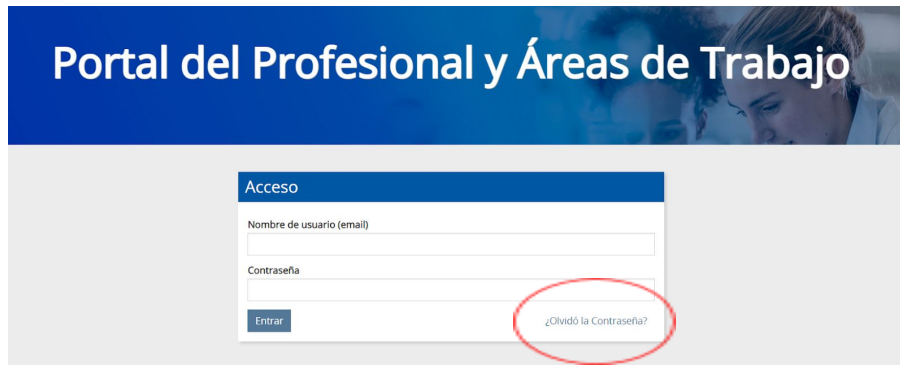 Portal del Profesional y Áreas de Trabajo
Acceso
Nombre de usuario (email)
Contraseña
Entrar
¿Olvidó la Contraseña?